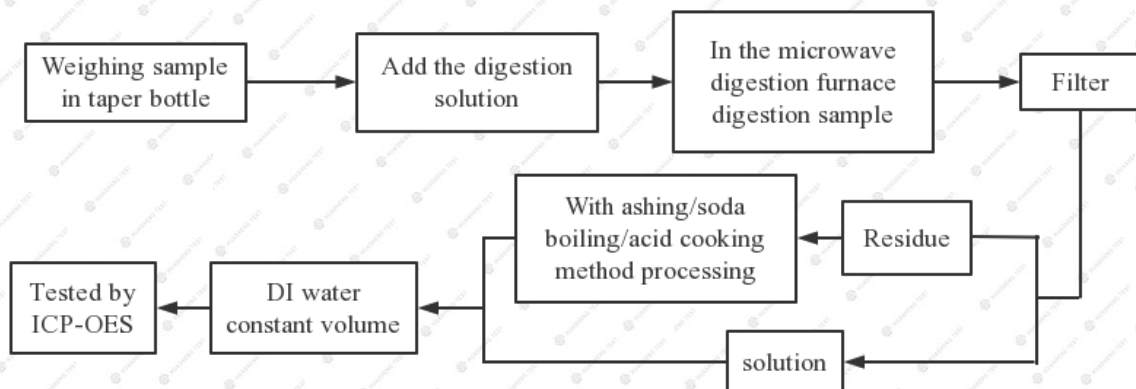 Weighing sample
in taper bottle
Add the digestion
solution
In the microwave
digestion furnace
digestion sample
Filter
Residue
With ashing/soda
boiling/acid cooking
method processing
solution
DI water
constant volume
Tested by
ICP-OES